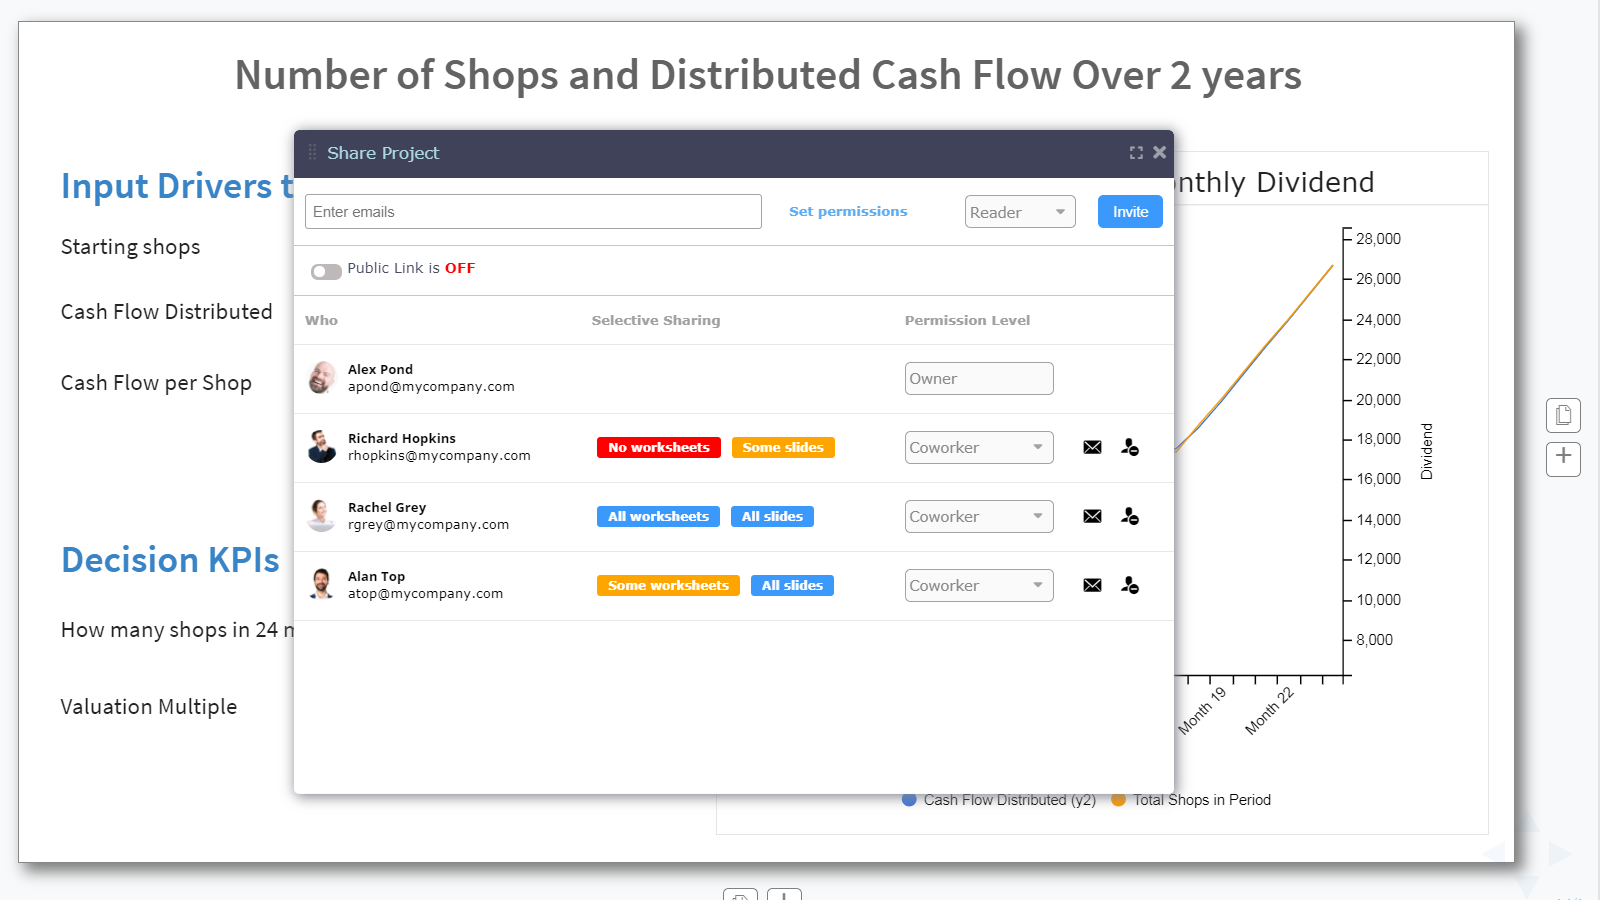 Number of Shops and Distributed Cash Flow Over 2 years
Input Drivers t
Starting shops
Cash Flow Distributed
Cash Flow per Shop
Decision KPIs
How many shops in 24 m
Valuation Multiple
Share Project
Enter emails
Set permissions
Reader
Invite
Public Link is OFF
Who Selective Sharing Permission Level
Alex Pond
apond@mycompany.com
Owner
Richard Hopkins
rhopkins@mycompany.com
No worksheets Some slides Coworker
Rachel Grey
rgrey@mycompany.com
All worksheets All slides Coworker
Alan Top
atop@mycompany.com
Some worksheets All slides Coworker
nthly Dividend
28,000
26,000
24,000
22,000
20,000
18,000
16,000
14,000
12,000
10,000
8,000
Dividend
Month 19
Month 22
Cash Flow Distributed (y2) Total Shops in Period